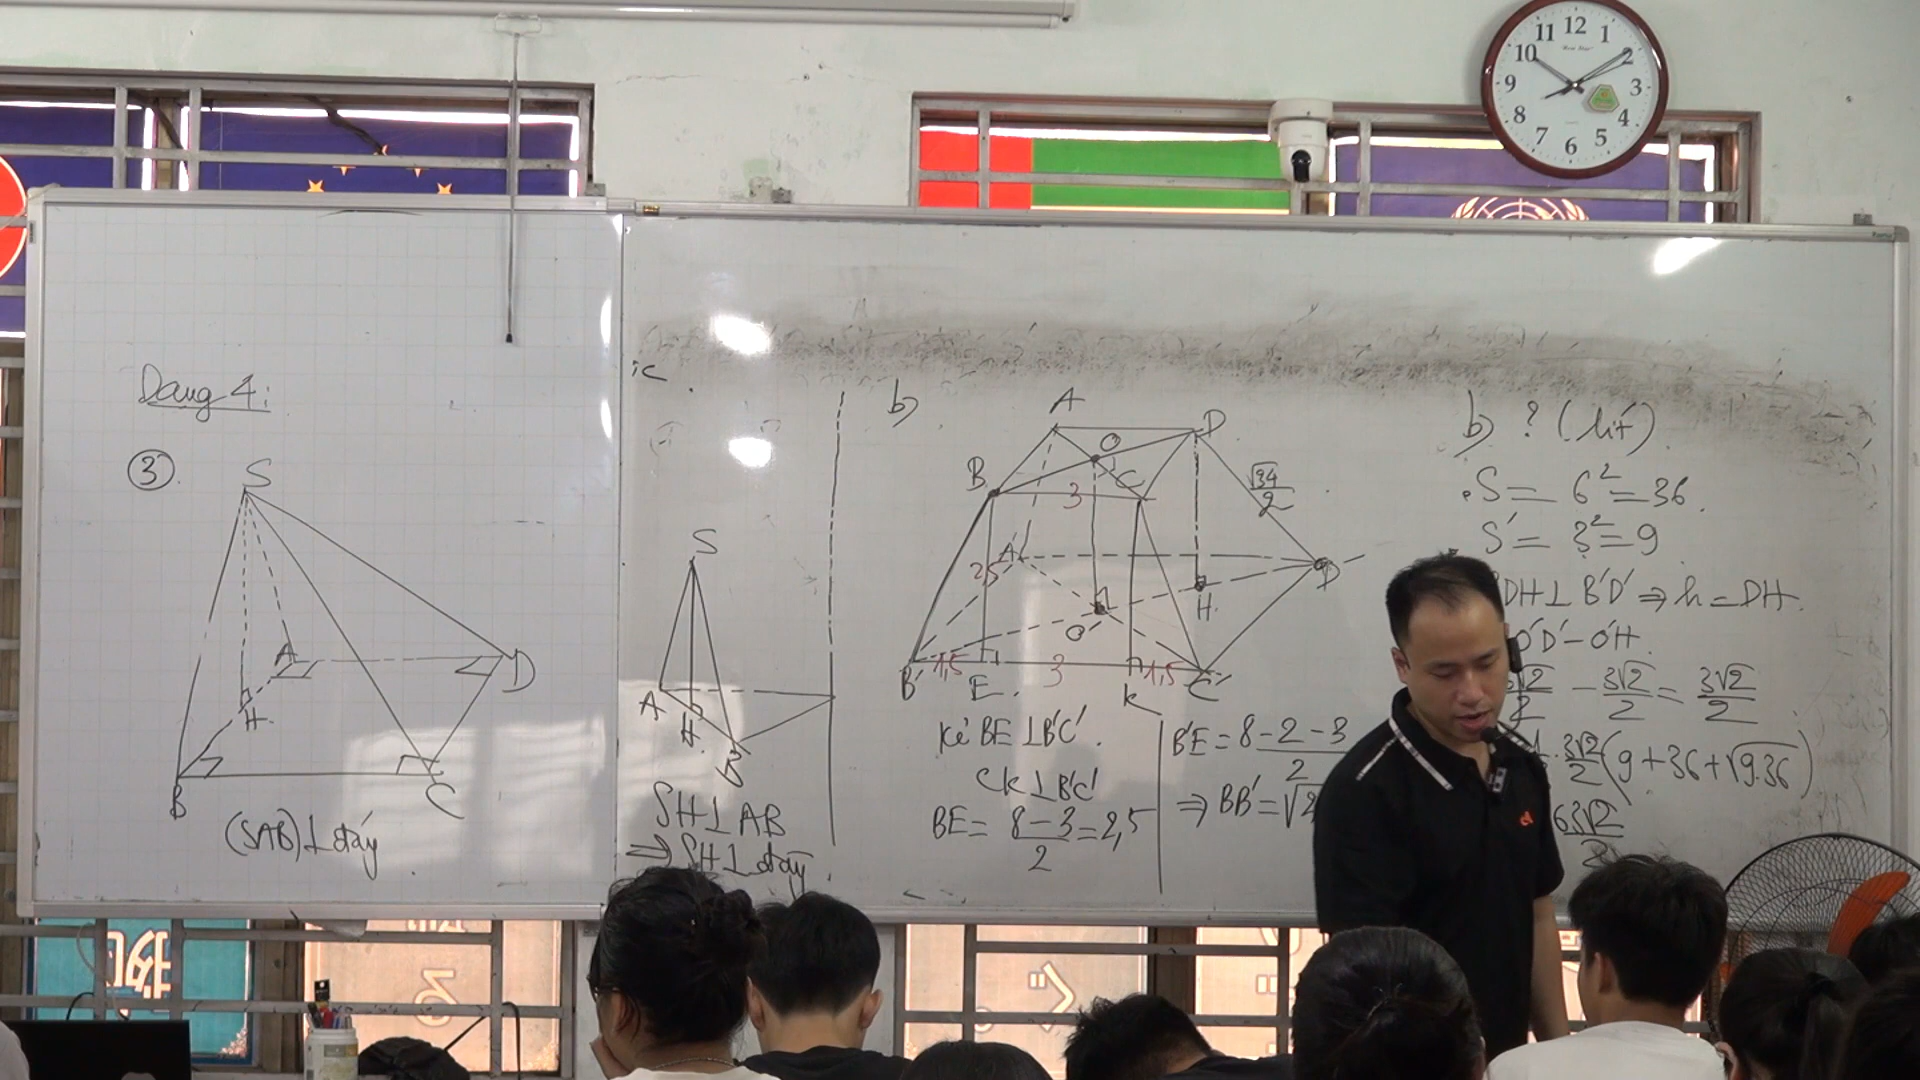 Dạng 4:
③.
S
A
D
H.
B
C
(SAB)⊥đáy
ic
S
A
H.
B
SH⊥AB
⇒ SH⊥đáy.
b)
A
O
D
B
C
3
√34/2
A'
2,5
H.
O'
B'
1,5
E
3
K
1,5
C'
kẻ BE⊥B'C'.
CK⊥B'C'
BE = (8-3)/2 = 2,5
B'E = (8-2-3)/2
⇒ BB' = √2
b) ? (lít)
S = 6² = 36
S' = 3² = 9
DH⊥B'D' ⇒ h = DH.
O'D' - O'H.
- 3√2/2 = 3√2/2
. 3√2/2 (9+36+√9.36)
63√2/2
12 1 2 3 4 5 6 7 8 9 10 11